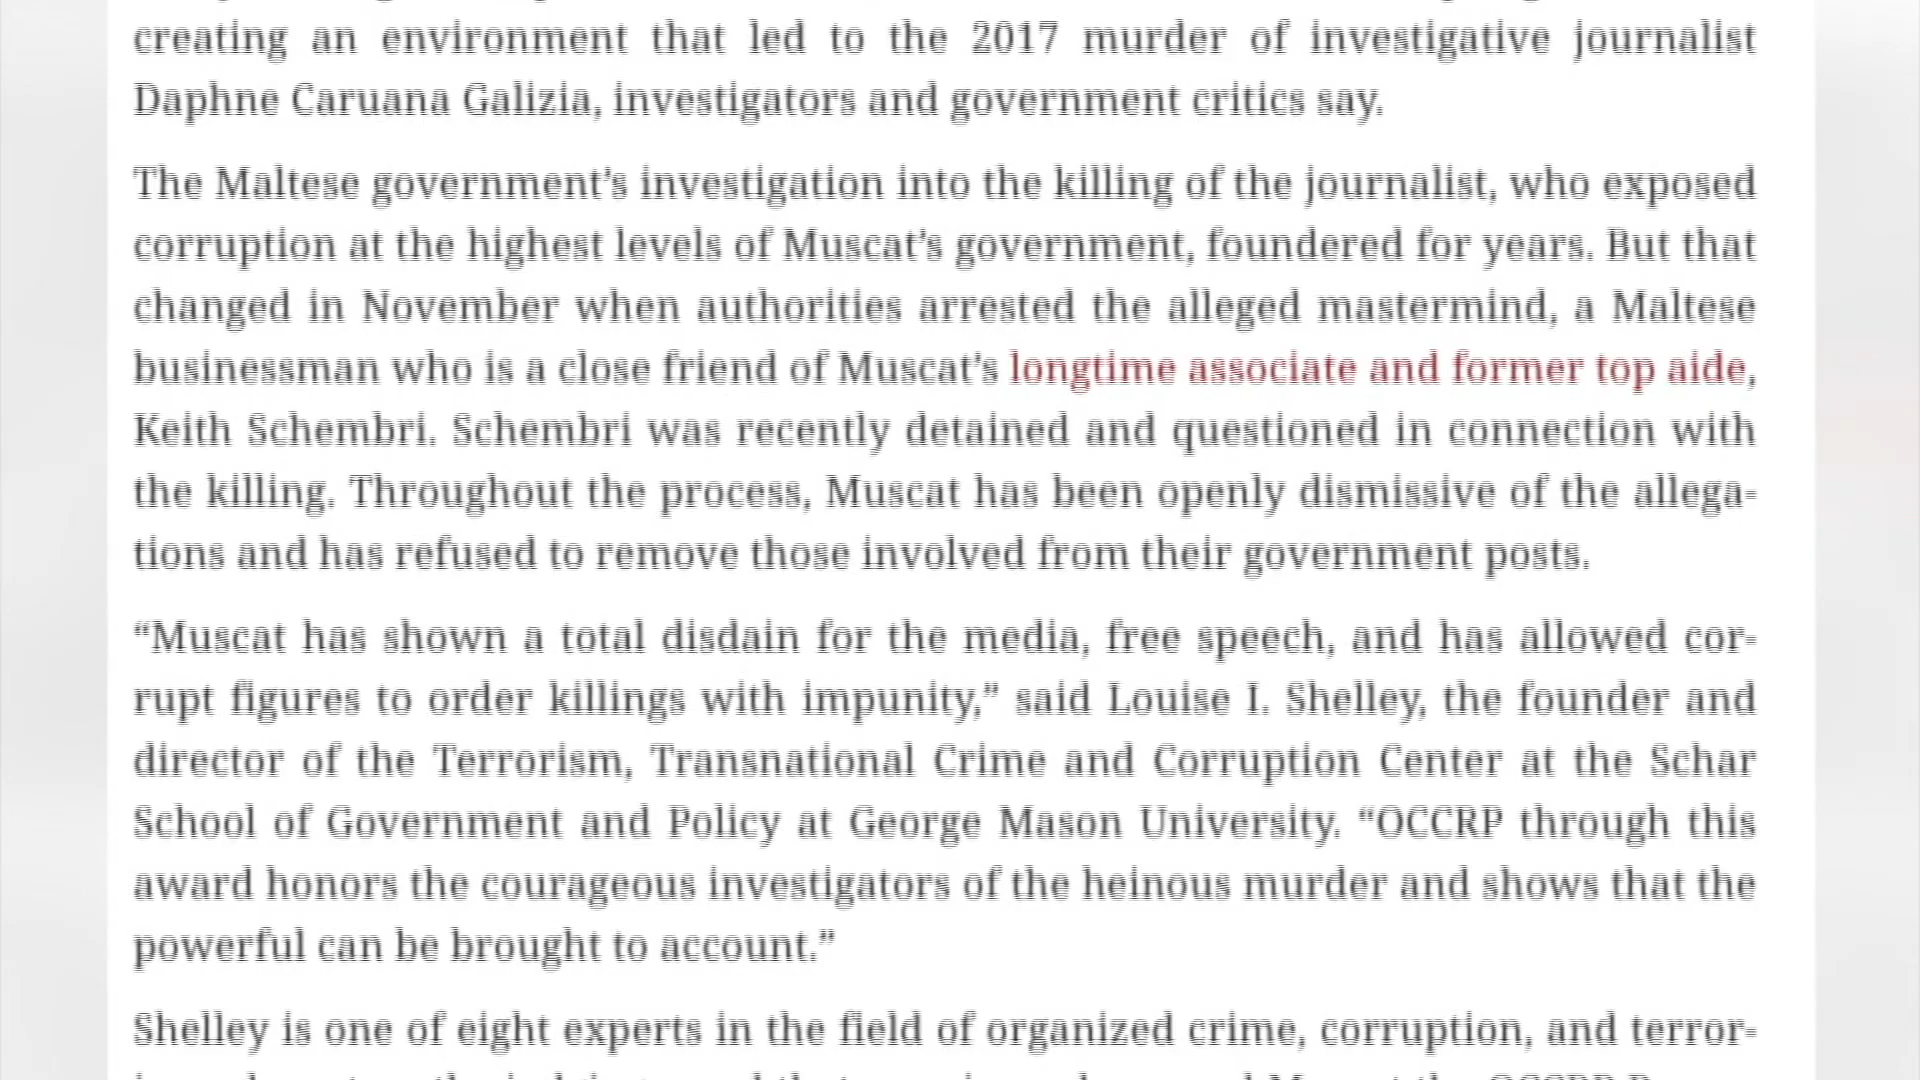 creating an environment that led to the 2017 murder of investigative journalist
Daphne Caruana Galizia, investigators and government critics say.
The Maltese government’s investigation into the killing of the journalist, who exposed
corruption at the highest levels of Muscat’s government, foundered for years. But that
changed in November when authorities arrested the alleged mastermind, a Maltese
businessman who is a close friend of Muscat’s longtime associate and former top aide,
Keith Schembri. Schembri was recently detained and questioned in connection with
the killing. Throughout the process, Muscat has been openly dismissive of the allega-
tions and has refused to remove those involved from their government posts.
“Muscat has shown a total disdain for the media, free speech, and has allowed cor-
rupt figures to order killings with impunity,” said Louise I. Shelley, the founder and
director of the Terrorism, Transnational Crime and Corruption Center at the Schar
School of Government and Policy at George Mason University. “OCCRP through this
award honors the courageous investigators of the heinous murder and shows that the
powerful can be brought to account.”
Shelley is one of eight experts in the field of organized crime, corruption, and terror-